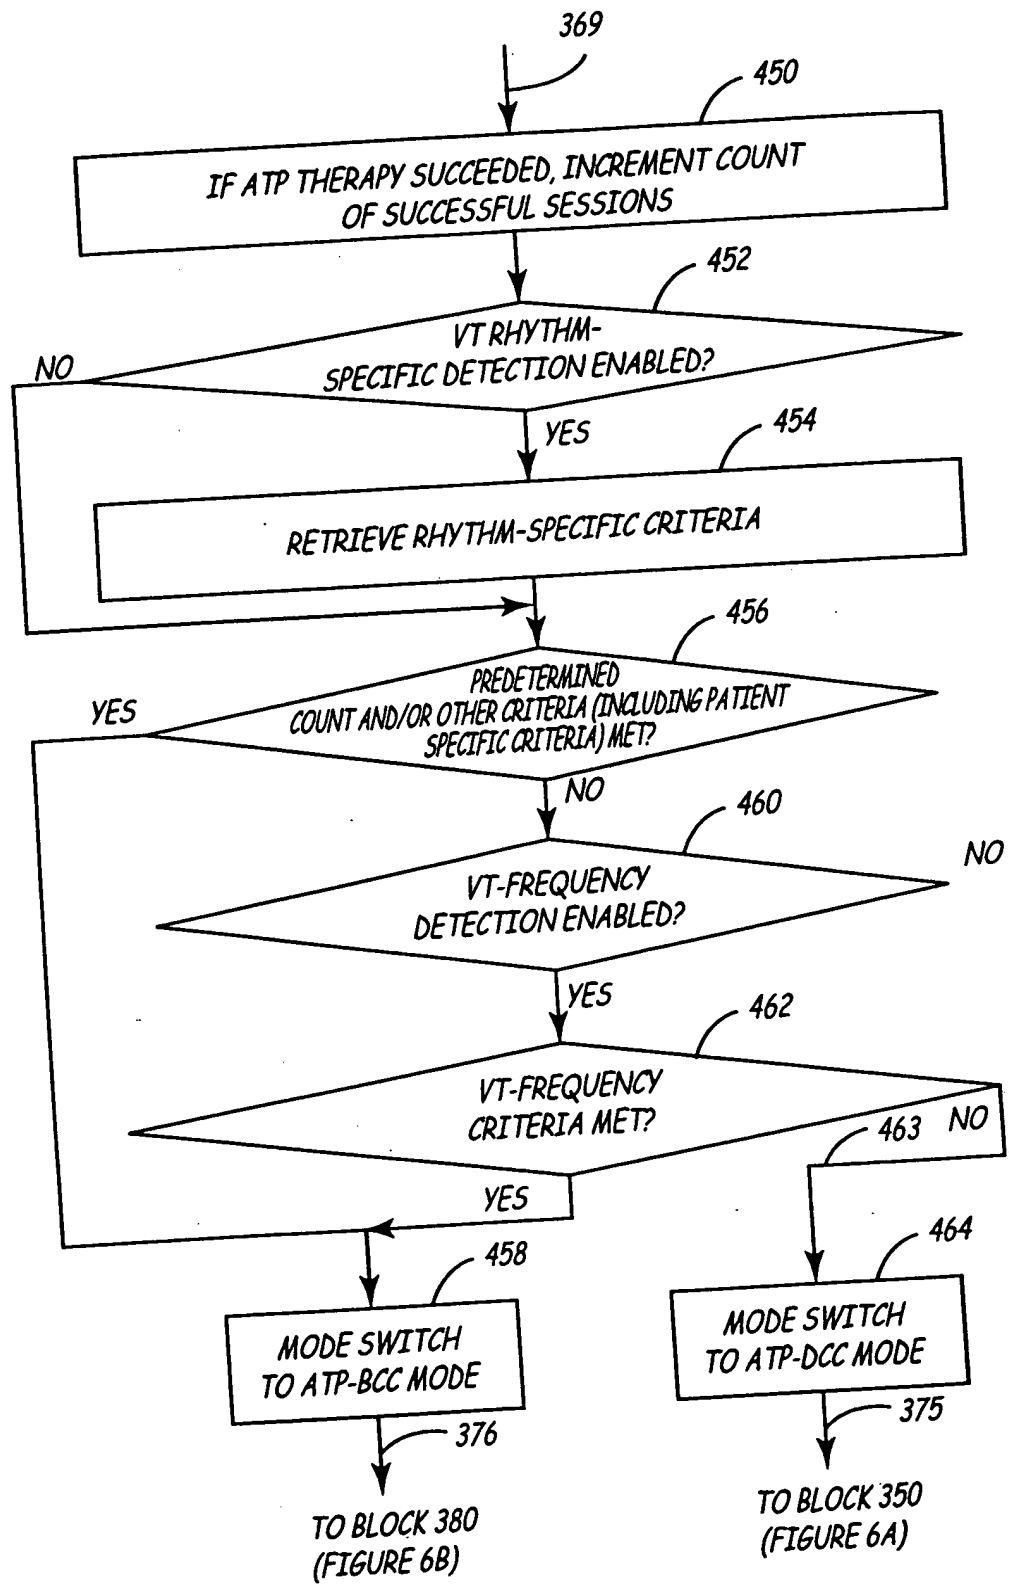 369
450
IF ATP THERAPY SUCCEEDED, INCREMENT COUNT
OF SUCCESSFUL SESSIONS
452
VT RHYTHM-
SPECIFIC DETECTION ENABLED?
NO
YES
454
RETRIEVE RHYTHM-SPECIFIC CRITERIA
456
PREDETERMINED
COUNT AND/OR OTHER CRITERIA (INCLUDING PATIENT
SPECIFIC CRITERIA) MET?
YES
NO
460
VT-FREQUENCY
DETECTION ENABLED?
NO
YES
462
VT-FREQUENCY
CRITERIA MET?
NO
463
YES
458
464
MODE SWITCH
TO ATP-BCC MODE
MODE SWITCH
TO ATP-DCC MODE
376
375
TO BLOCK 380
(FIGURE 6B)
TO BLOCK 350
(FIGURE 6A)